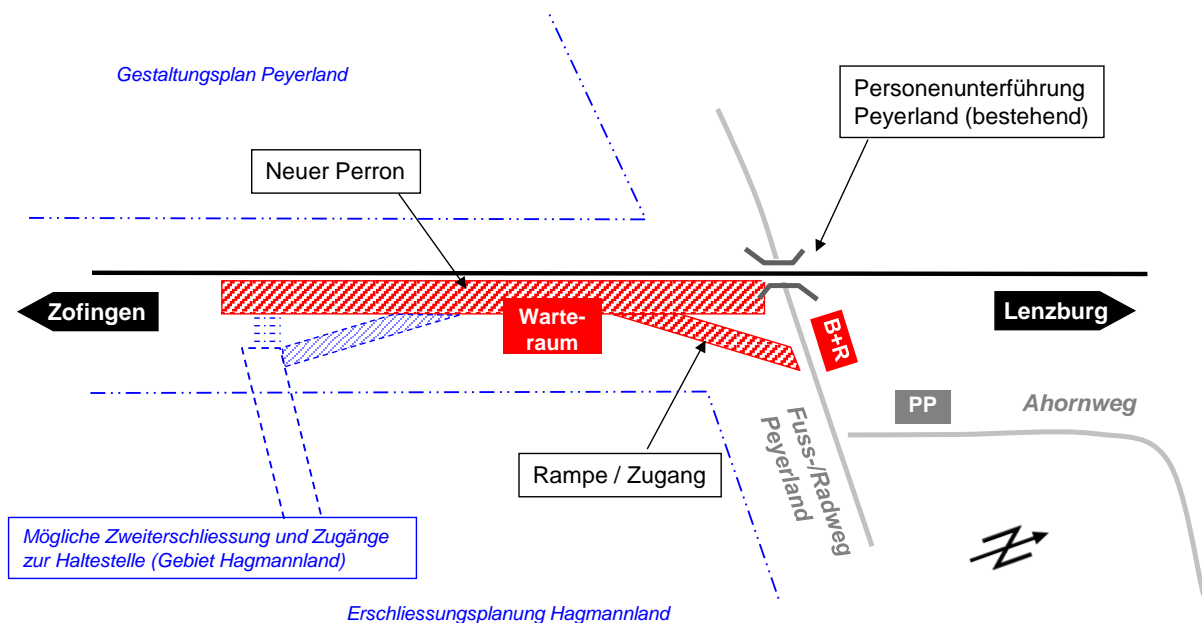 Gestaltungsplan Peyerland
Personenunterführung
Peyerland (bestehend)
Neuer Perron
Zofingen
Lenzburg
Warte-
raum
B+R
PP
Ahornweg
Fuss-/Radweg
Peyerland
Rampe / Zugang
Mögliche Zweiterschliessung und Zugänge
zur Haltestelle (Gebiet Hagmannland)
Erschliessungsplanung Hagmannland